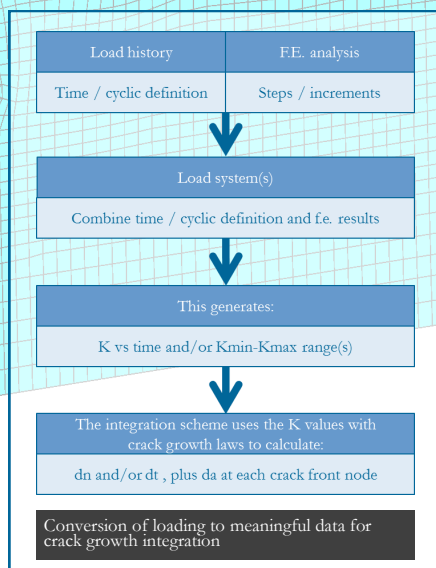 Load history
F.E. analysis
Time / cyclic definition
Steps / increments
Load system(s)
Combine time / cyclic definition and f.e. results
This generates:
K vs time and/or Kmin-Kmax range(s)
The integration scheme uses the K values with
crack growth laws to calculate:
dn and/or dt , plus da at each crack front node
Conversion of loading to meaningful data for
crack growth integration